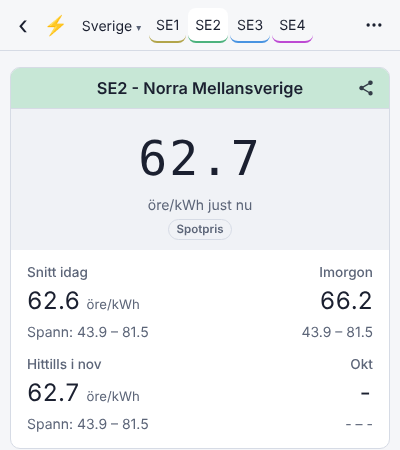 Sverige SE1 SE2 SE3 SE4
SE2 - Norra Mellansverige
62.7
öre/kWh just nu
Spotpris
Snitt idag Imorgon
62.6 öre/kWh 66.2
Spann: 43.9 – 81.5 43.9 – 81.5
Hittills i nov Okt
62.7 öre/kWh -
Spann: 43.9 – 81.5 - – -